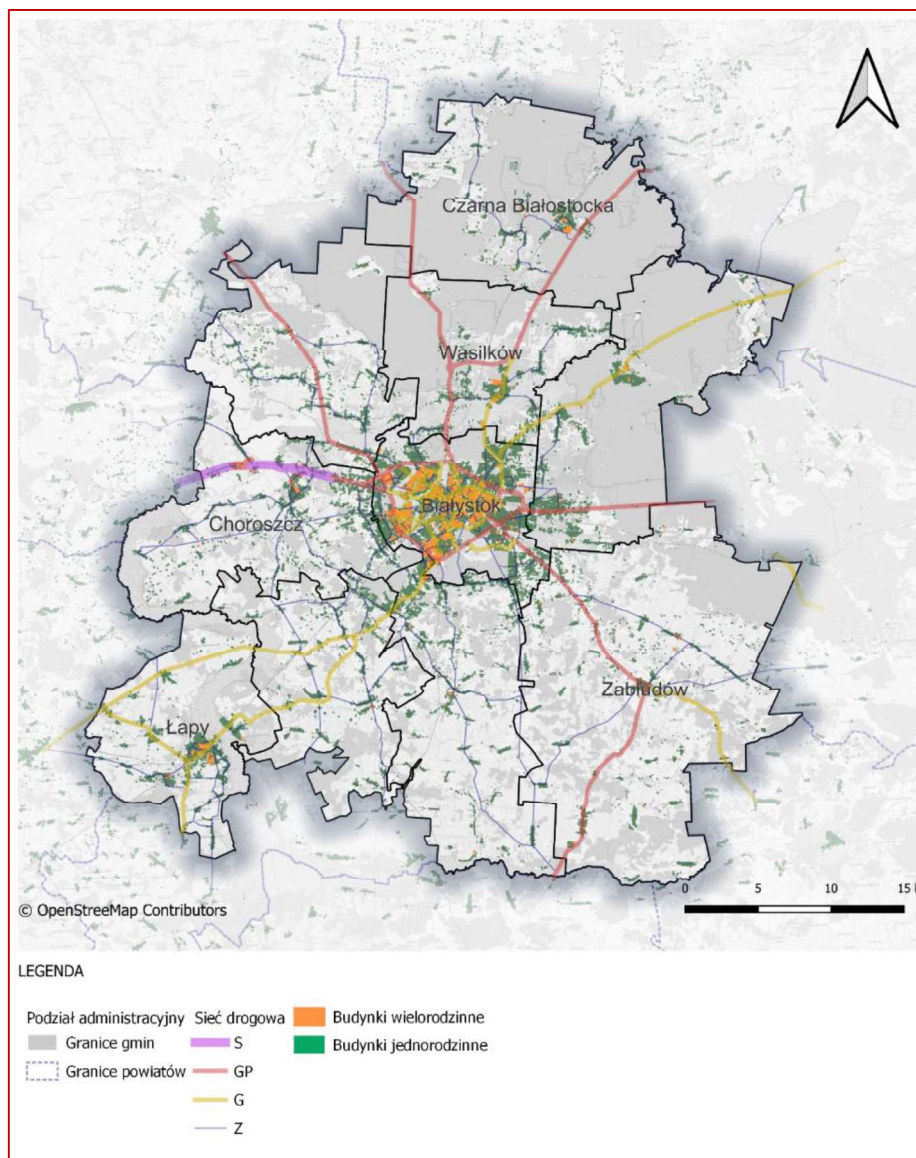 Czarna Białostocka
Wasilków
Białystok
Choroszcz
Zabłudów
Łapy
0 5 10 15
© OpenStreetMap Contributors
LEGENDA
Podział administracyjny
Granice gmin
Granice powiatów
Sieć drogowa
S
GP
G
Z
Budynki wielorodzinne
Budynki jednorodzinne